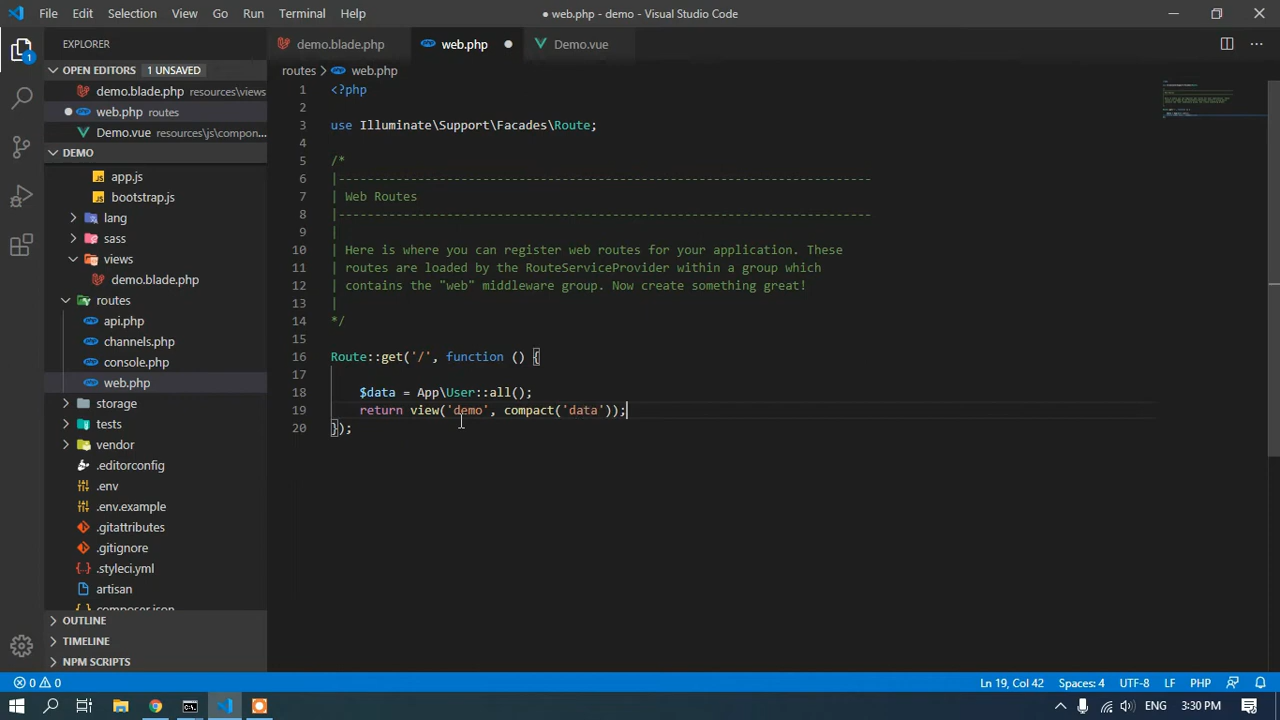 File Edit Selection View Go Run Terminal Help
● web.php - demo - Visual Studio Code
EXPLORER
1
OPEN EDITORS 1 UNSAVED
demo.blade.php resources\views
web.php routes
Demo.vue resources\js\compon...
DEMO
app.js
bootstrap.js
lang
sass
views
demo.blade.php
routes
api.php
channels.php
console.php
web.php
storage
tests
vendor
.editorconfig
.env
.env.example
.gitattributes
.gitignore
.styleci.yml
artisan
composer.json
OUTLINE
TIMELINE
NPM SCRIPTS
demo.blade.php web.php Demo.vue
routes > web.php
1 <?php
2
3 use Illuminate\Support\Facades\Route;
4
5 /*
6 |--------------------------------------------------------------------------
7 | Web Routes
8 |--------------------------------------------------------------------------
9 |
10 | Here is where you can register web routes for your application. These
11 | routes are loaded by the RouteServiceProvider within a group which
12 | contains the "web" middleware group. Now create something great!
13 |
14 */
15
16 Route::get('/', function () {
17
18 $data = App\User::all();
19 return view('demo', compact('data'));
20 });
0 0
Ln 19, Col 42 Spaces: 4 UTF-8 LF PHP
ENG 3:30 PM